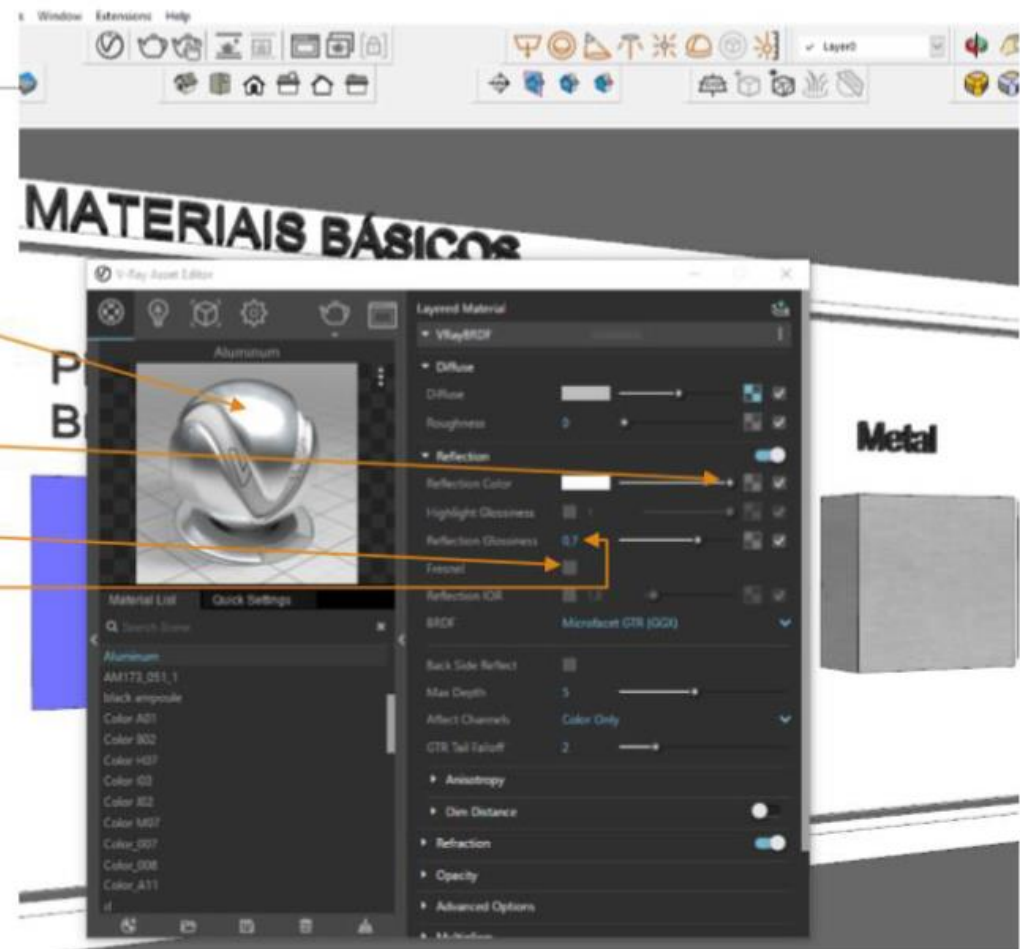 Window Extensions Help
Layer0
MATERIAIS BÁSICOS
V-Ray Asset Editor
Aluminum
P
B
Metal
Layered Material
VRayBRDF
Diffuse
Diffuse
Roughness 0
Reflection
Reflection Color
Highlight Glossiness 1
Reflection Glossiness 0,7
Fresnel
Reflection IOR 1,6
BRDF Microfacet GTR (GGX)
Back Side Reflect
Max Depth 5
Affect Channels Color Only
GTR Tail Falloff 2
Anisotropy
Dim Distance
Refraction
Opacity
Advanced Options
Material List Quick Settings
Search Scene
Aluminum
AM173_051_1
black ampoule
Color A01
Color B02
Color H07
Color I03
Color J02
Color M07
Color_007
Color_008
Color_A11